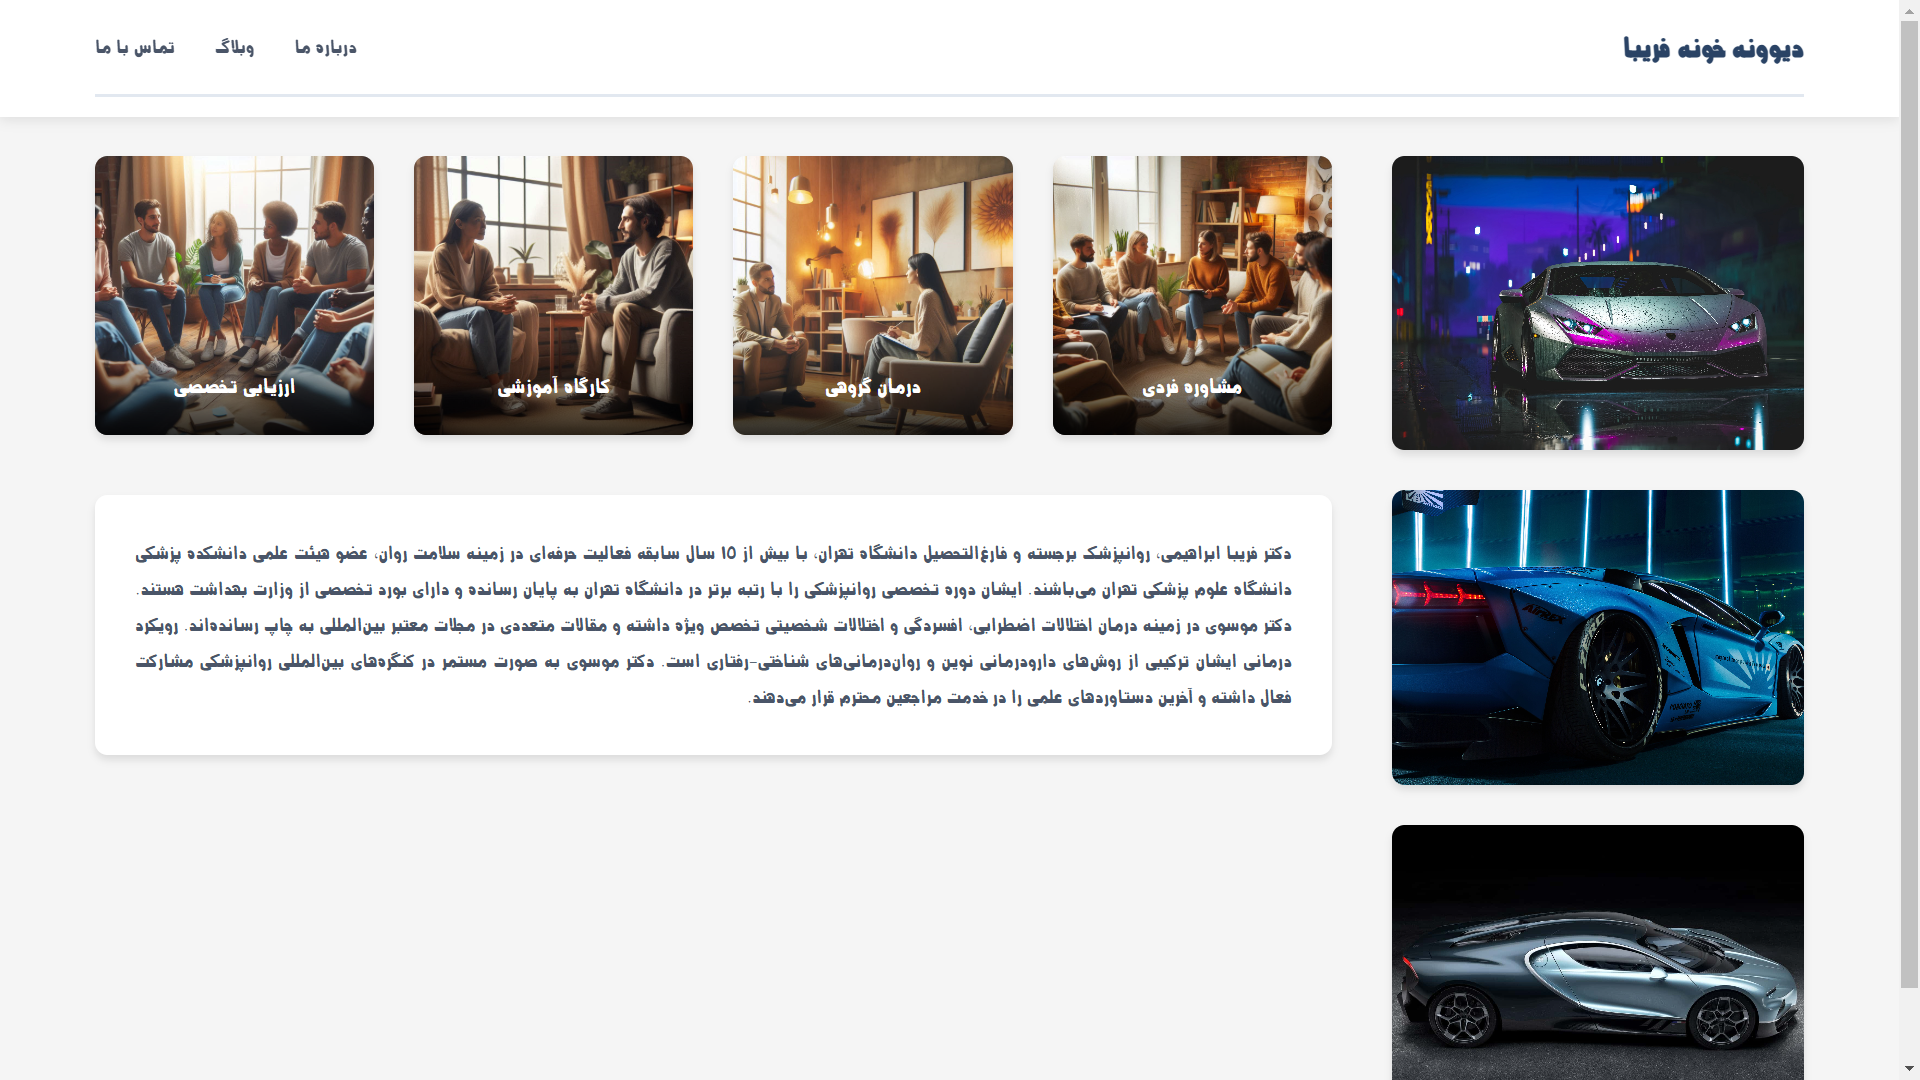 دیوونه خونه فریبا
درباره ما
وبلاگ
تماس با ما
مشاوره فردی
درمان گروهی
کارگاه آموزشی
ارزیابی تخصصی
دکتر فریبا ابراهیمی، روانپزشک برجسته و فارغ‌التحصیل دانشگاه تهران، با بیش از ۱۵ سال سابقه فعالیت حرفه‌ای در زمینه سلامت روان، عضو هیئت علمی دانشکده پزشکی
دانشگاه علوم پزشکی تهران می‌باشند. ایشان دوره تخصصی روانپزشکی را با رتبه برتر در دانشگاه تهران به پایان رسانده و دارای بورد تخصصی از وزارت بهداشت هستند.
دکتر موسوی در زمینه درمان اختلالات اضطرابی، افسردگی و اختلالات شخصیتی تخصص ویژه داشته و مقالات متعددی در مجلات معتبر بین‌المللی به چاپ رسانده‌اند. رویکرد
درمانی ایشان ترکیبی از روش‌های دارودرمانی نوین و روان‌درمانی‌های شناختی-رفتاری است. دکتر موسوی به صورت مستمر در کنگره‌های بین‌المللی روانپزشکی مشارکت
فعال داشته و آخرین دستاوردهای علمی را در خدمت مراجعین محترم قرار می‌دهند.